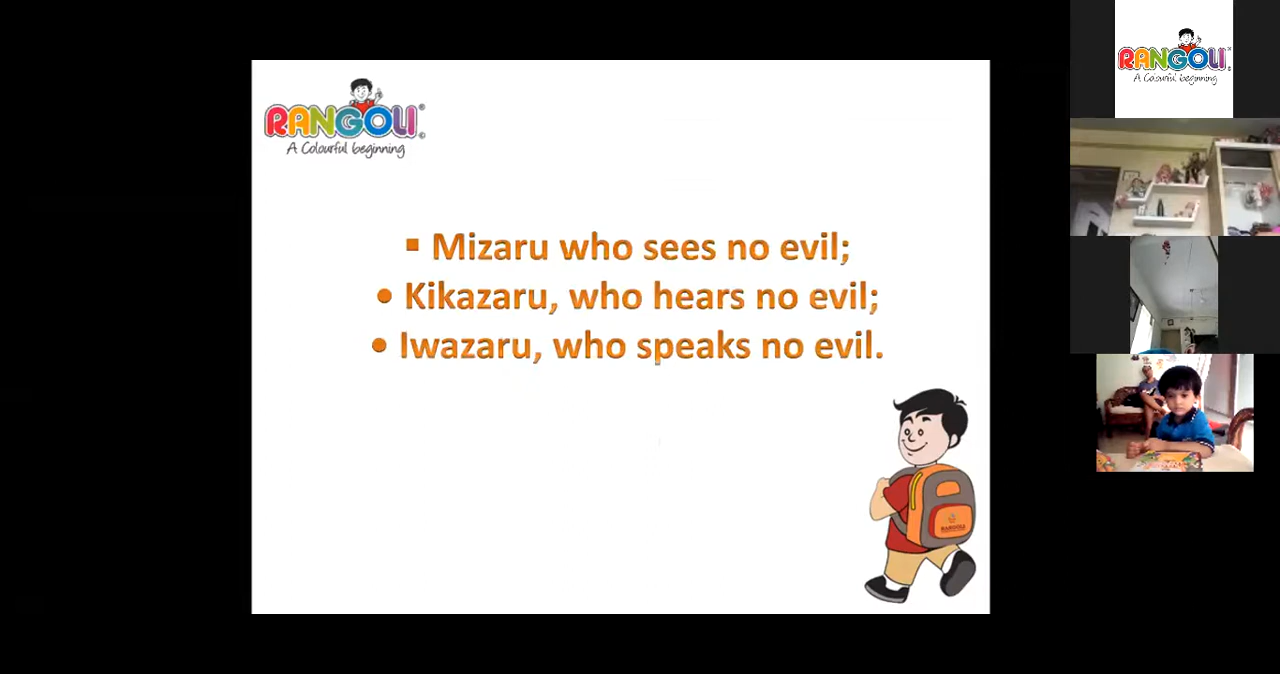 RANGOLI
A Colourful beginning
▪ Mizaru who sees no evil;
• Kikazaru, who hears no evil;
• Iwazaru, who speaks no evil.
RANGOLI
RANGOLI
A Colourful beginning